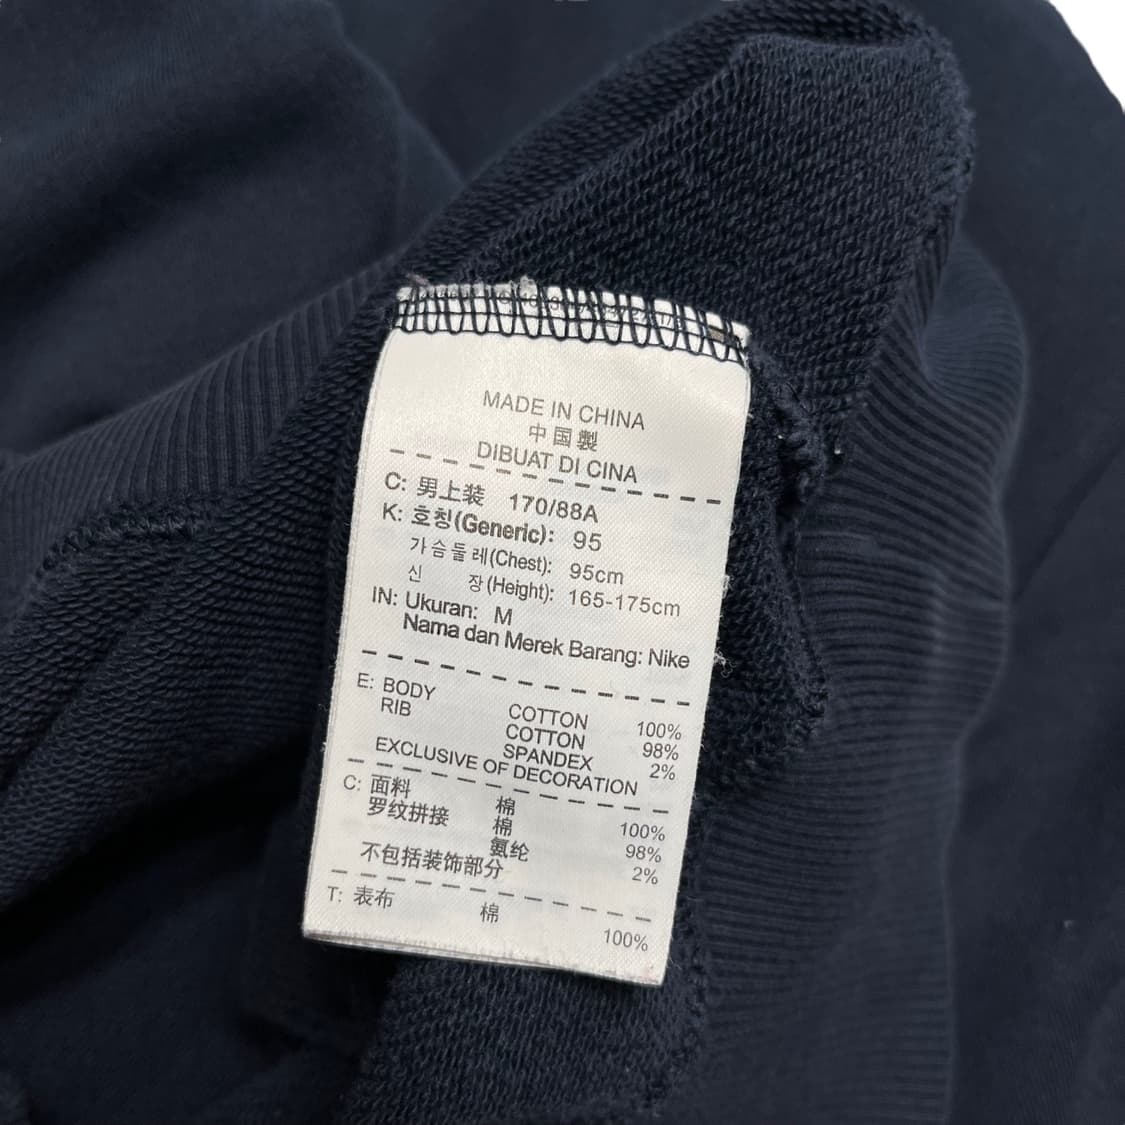 MADE IN CHINA
中国製
DIBUAT DI CINA
C: 男上装 170/88A
K: 호칭(Generic): 95
가슴둘레(Chest): 95cm
신 장(Height): 165-175cm
IN: Ukuran: M
Nama dan Merek Barang: Nike
E: BODY COTTON 100%
RIB COTTON 98%
SPANDEX 2%
EXCLUSIVE OF DECORATION
C: 面料 棉 100%
罗纹拼接 棉 98%
氨纶 2%
不包括装饰部分
T: 表布 棉 100%